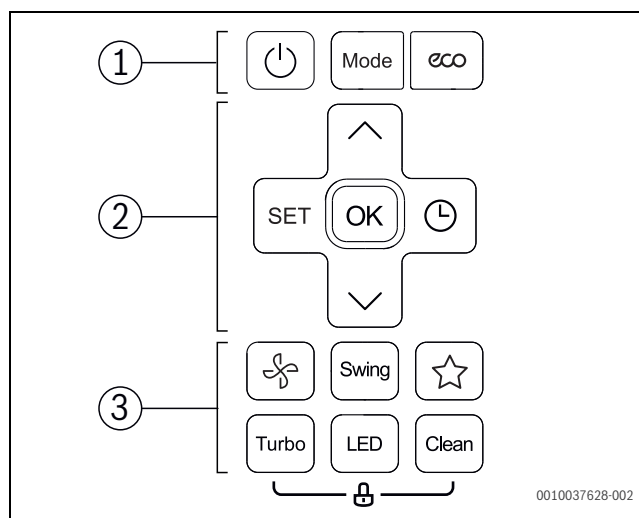 1
Mode eco
2
SET OK
3
Swing
Turbo LED Clean
0010037628-002